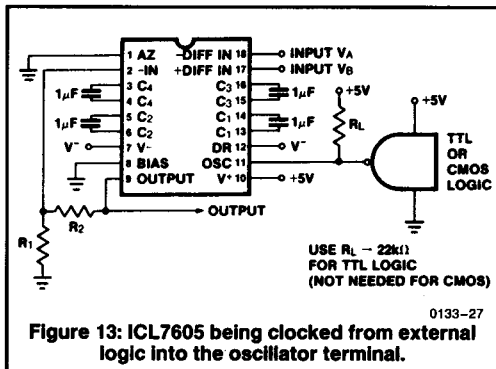 1 AZ −DIFF IN 18 INPUT VA
2 -IN +DIFF IN 17 INPUT VB
3 C4 C3 16
1µF
4 C4 C3 15
1µF
5 C2 C1 14
1µF
6 C2 C1 13
1µF
V⁻ 7 V- DR 12 V⁻
8 BIAS OSC 11
9 OUTPUT V⁺ 10 +5V
+5V
RL
+5V
TTL
OR
CMOS
LOGIC
R2
OUTPUT
R1
USE RL → 22kΩ
FOR TTL LOGIC
(NOT NEEDED FOR CMOS)
0133–27
Figure 13: ICL7605 being clocked from external
logic into the oscillator terminal.